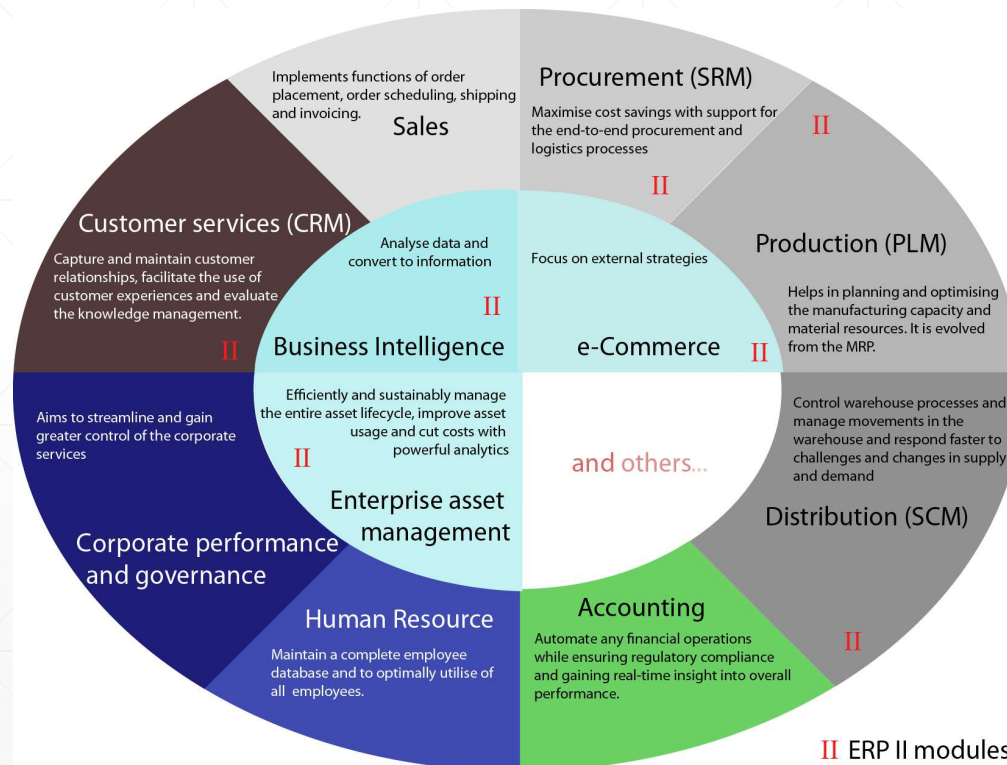 Implements functions of order
placement, order scheduling, shipping
and invoicing.
Sales
Procurement (SRM)
Maximise cost savings with support for
the end-to-end procurement and
logistics processes
II
II
Production (PLM)
Helps in planning and optimising
the manufacturing capacity and
material resources. It is evolved
from the MRP.
Customer services (CRM)
Capture and maintain customer
relationships, facilitate the use of
customer experiences and evaluate
the knowledge management.
II
Analyse data and
convert to information
II
Business Intelligence
Focus on external strategies
e-Commerce
II
Aims to streamline and gain
greater control of the corporate
services
Corporate performance
and governance
Efficiently and sustainably manage
the entire asset lifecycle, improve asset
usage and cut costs with
powerful analytics
II
Enterprise asset
management
and others...
Control warehouse processes and
manage movements in the
warehouse and respond faster to
challenges and changes in supply
and demand
Distribution (SCM)
II
Human Resource
Maintain a complete employee
database and to optimally utilise of
all employees.
Accounting
Automate any financial operations
while ensuring regulatory compliance
and gaining real-time insight into overall
performance.
II ERP II modules